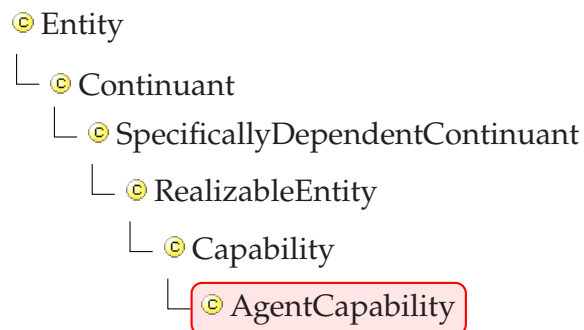 Entity
Continuant
SpecificallyDependentContinuant
RealizableEntity
Capability
AgentCapability